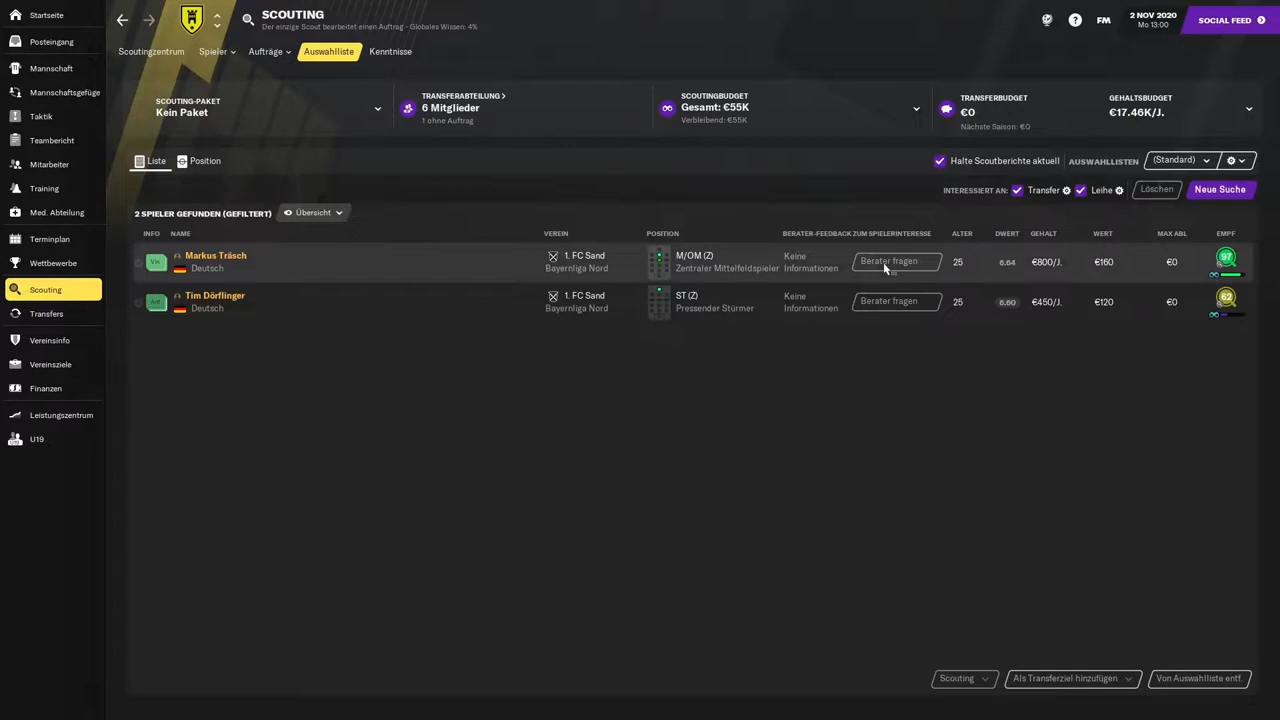 Startseite
Posteingang
Mannschaft
Mannschaftsgefüge
Taktik
Teambericht
Mitarbeiter
Training
Med. Abteilung
Terminplan
Wettbewerbe
Scouting
Transfers
Vereinsinfo
Vereinsziele
Finanzen
Leistungszentrum
U19
SCOUTING
Der einzige Scout bearbeitet einen Auftrag - Globales Wissen: 4%
FM
2 NOV 2020
Mo 13:00
SOCIAL FEED
Scoutingzentrum Spieler Aufträge Auswahlliste Kenntnisse
SCOUTING-PAKET
Kein Paket
TRANSFERABTEILUNG >
6 Mitglieder
1 ohne Auftrag
SCOUTINGBUDGET
Gesamt: €55K
Verbleibend: €55K
TRANSFERBUDGET
€0
Nächste Saison: €0
GEHALTSBUDGET
€17.46K/J.
Liste Position
Halte Scoutberichte aktuell AUSWAHLLISTEN (Standard)
INTERESSIERT AN: Transfer Leihe Löschen Neue Suche
2 SPIELER GEFUNDEN (GEFILTERT) Übersicht
INFO NAME VEREIN POSITION BERATER-FEEDBACK ZUM SPIELERINTERESSE ALTER DWERT GEHALT WERT MAX ABL EMPF
Markus Träsch
Deutsch
1. FC Sand
Bayernliga Nord
M/OM (Z)
Zentraler Mittelfeldspieler
Keine
Informationen
Berater fragen
25 6.64 €800/J. €160 €0 97
Tim Dörflinger
Deutsch
1. FC Sand
Bayernliga Nord
ST (Z)
Pressender Stürmer
Keine
Informationen
Berater fragen
25 6.60 €450/J. €120 €0 62
Scouting Als Transferziel hinzufügen Von Auswahlliste entf.